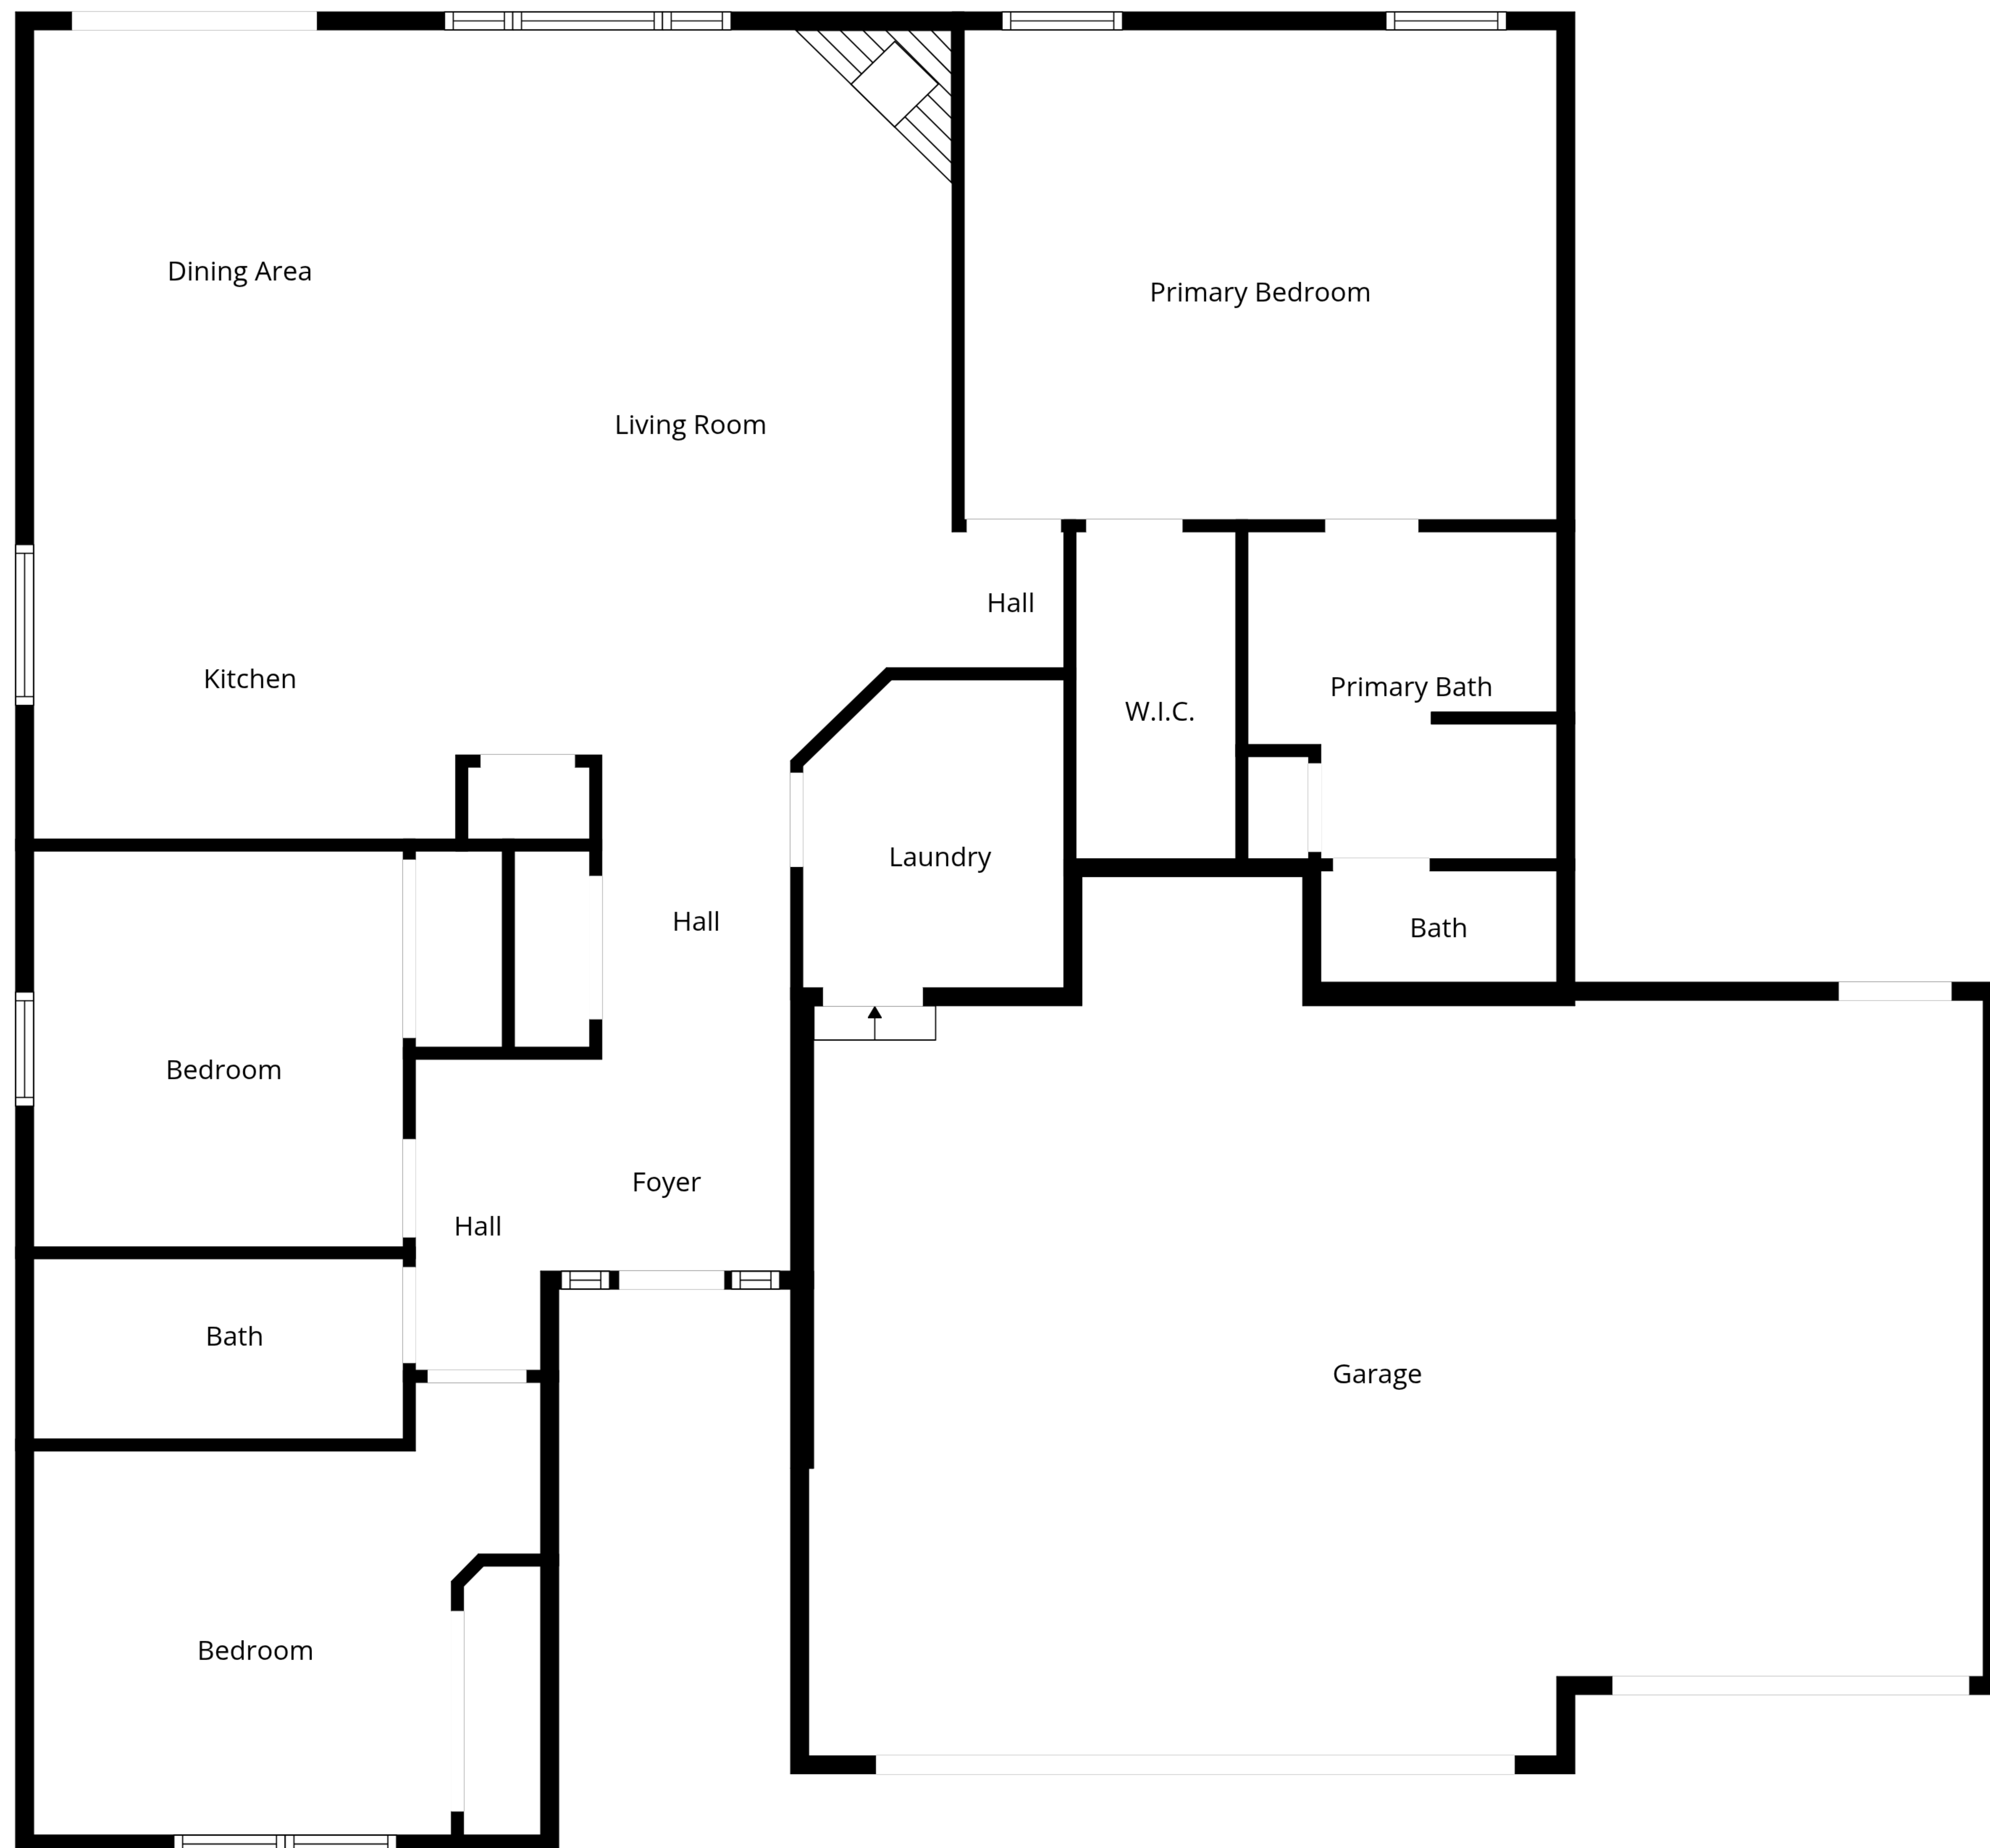 Dining Area
Primary Bedroom
Living Room
Hall
Kitchen
Primary Bath
W.I.C.
Laundry
Hall
Bath
Bedroom
Foyer
Hall
Bath
Garage
Bedroom